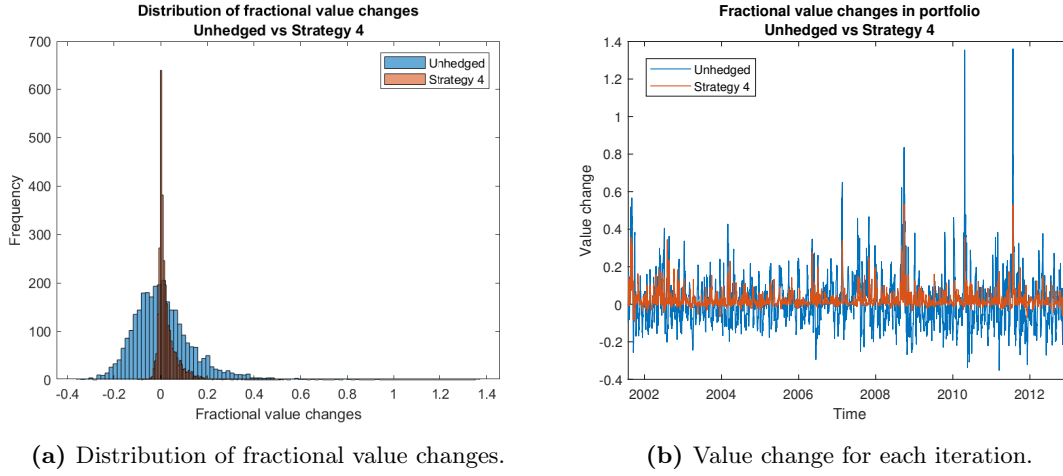 Distribution of fractional value changes
Unhedged vs Strategy 4
700
600
500
400
300
200
100
0
Frequency
-0.4 -0.2 0 0.2 0.4 0.6 0.8 1 1.2 1.4
Fractional value changes
Unhedged
Strategy 4
(a) Distribution of fractional value changes.
Fractional value changes in portfolio
Unhedged vs Strategy 4
1.4
1.2
1
0.8
0.6
0.4
0.2
0
-0.2
-0.4
Value change
2002 2004 2006 2008 2010 2012
Time
Unhedged
Strategy 4
(b) Value change for each iteration.